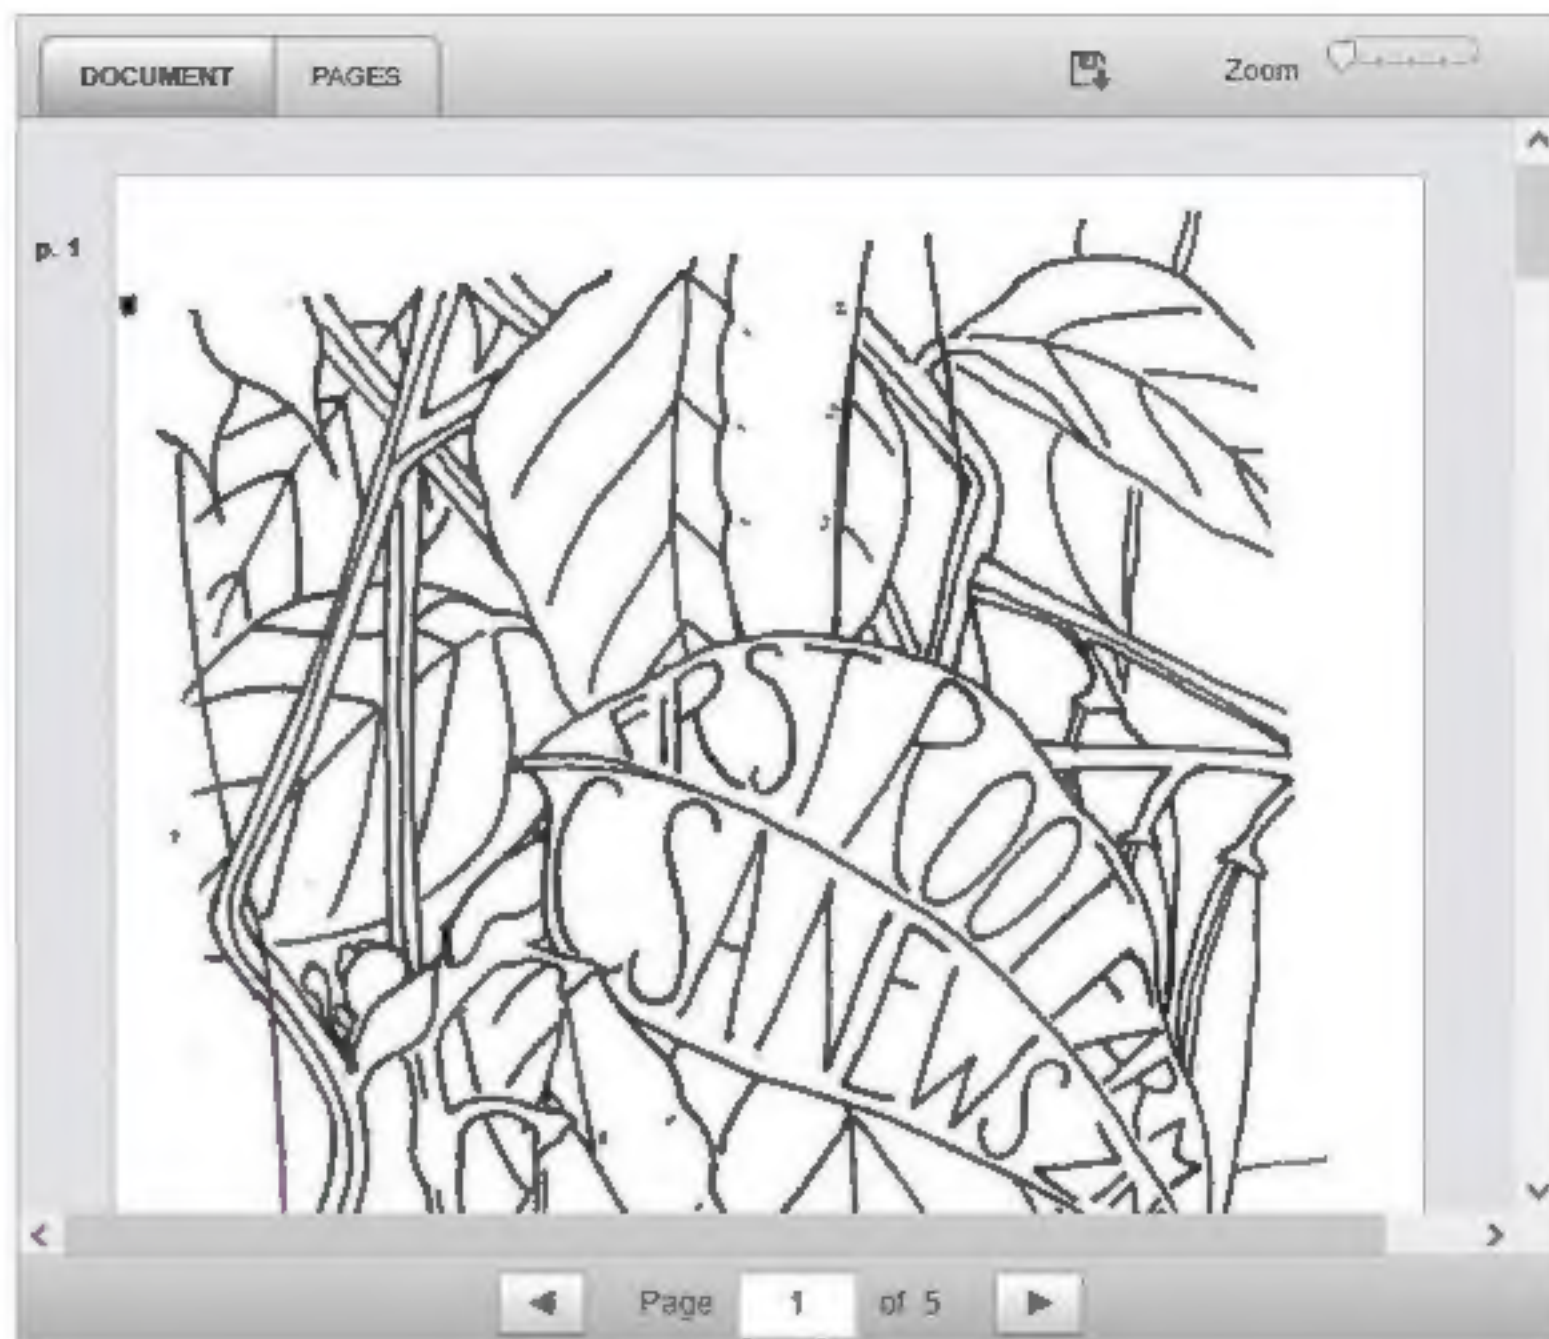 DOCUMENT PAGES Zoom
p. 1
FIRST ROOT FARM
CSA NEWS
Page 1 of 5